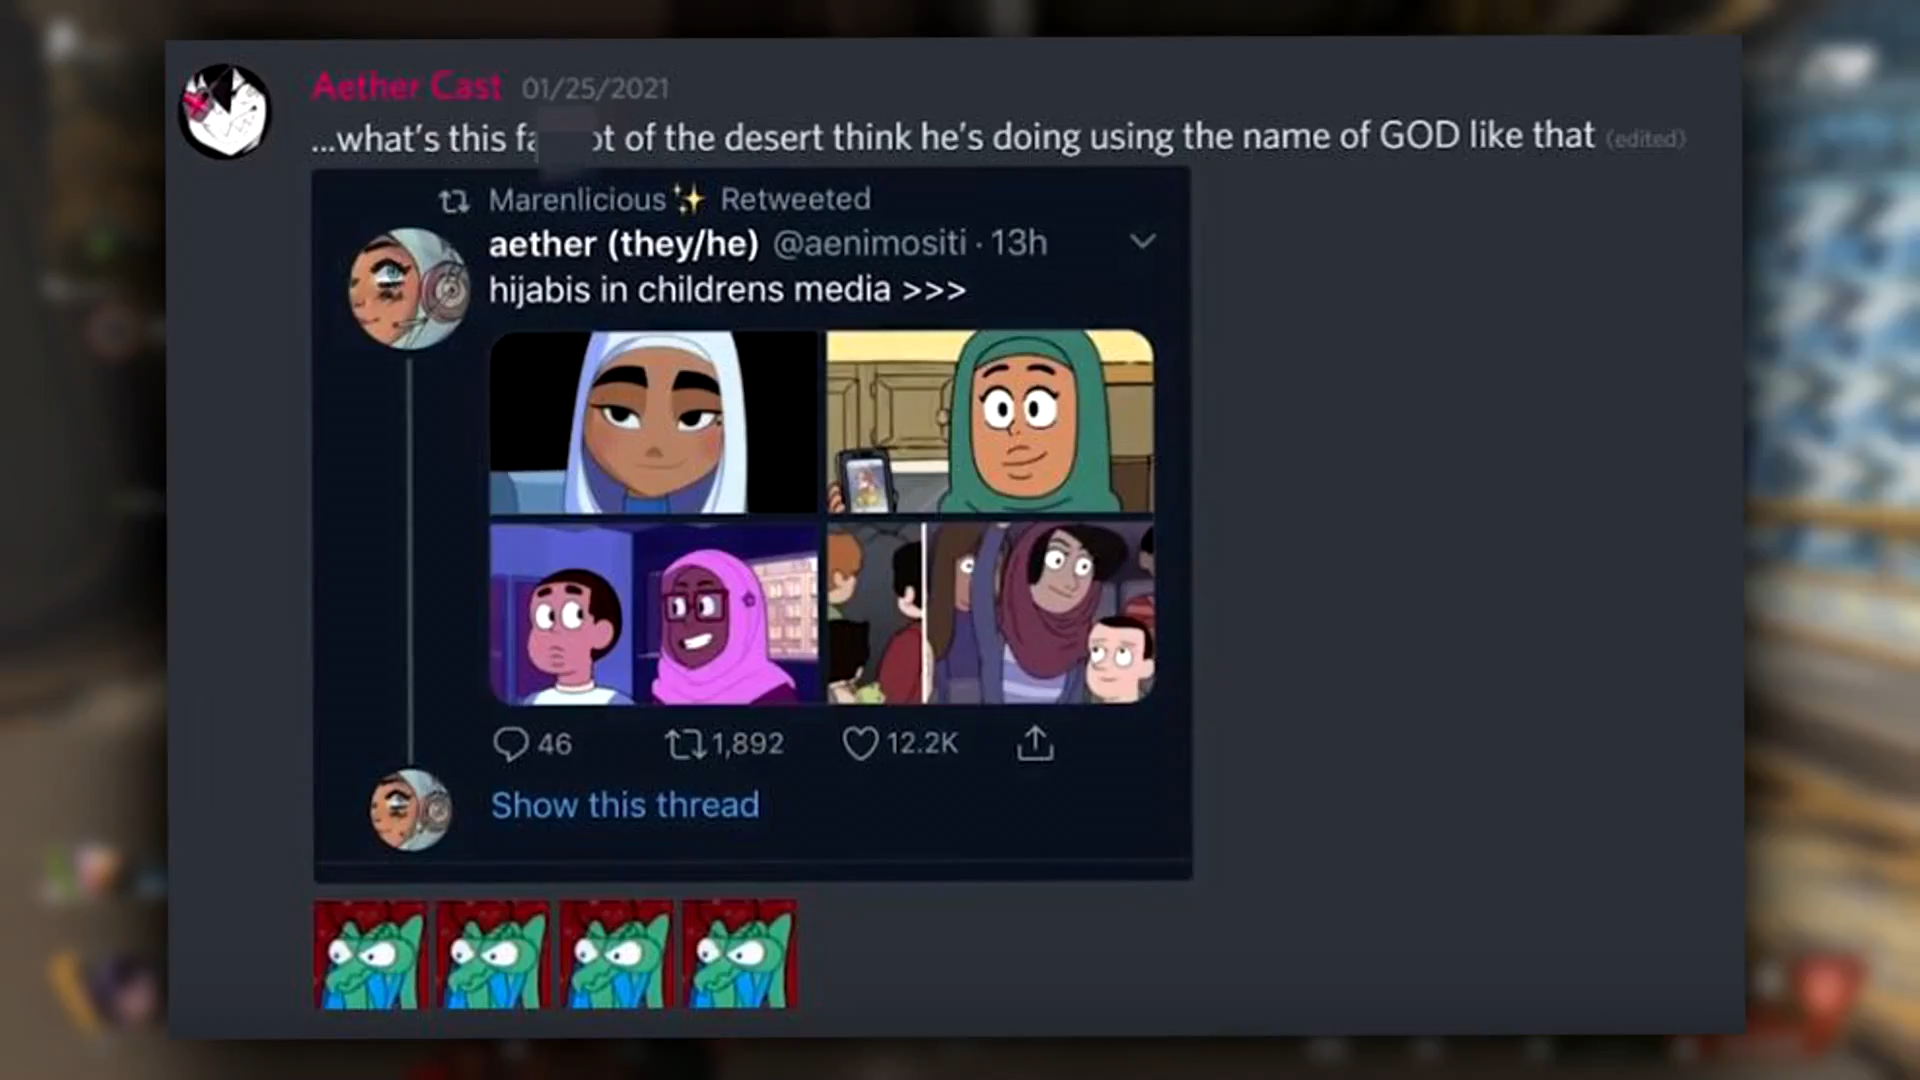 Aether Cast 01/25/2021
...what's this fa ot of the desert think he's doing using the name of GOD like that (edited)
Marenlicious✨ Retweeted
aether (they/he) @aenimositi · 13h
hijabis in childrens media >>>
46 1,892 12.2K
Show this thread